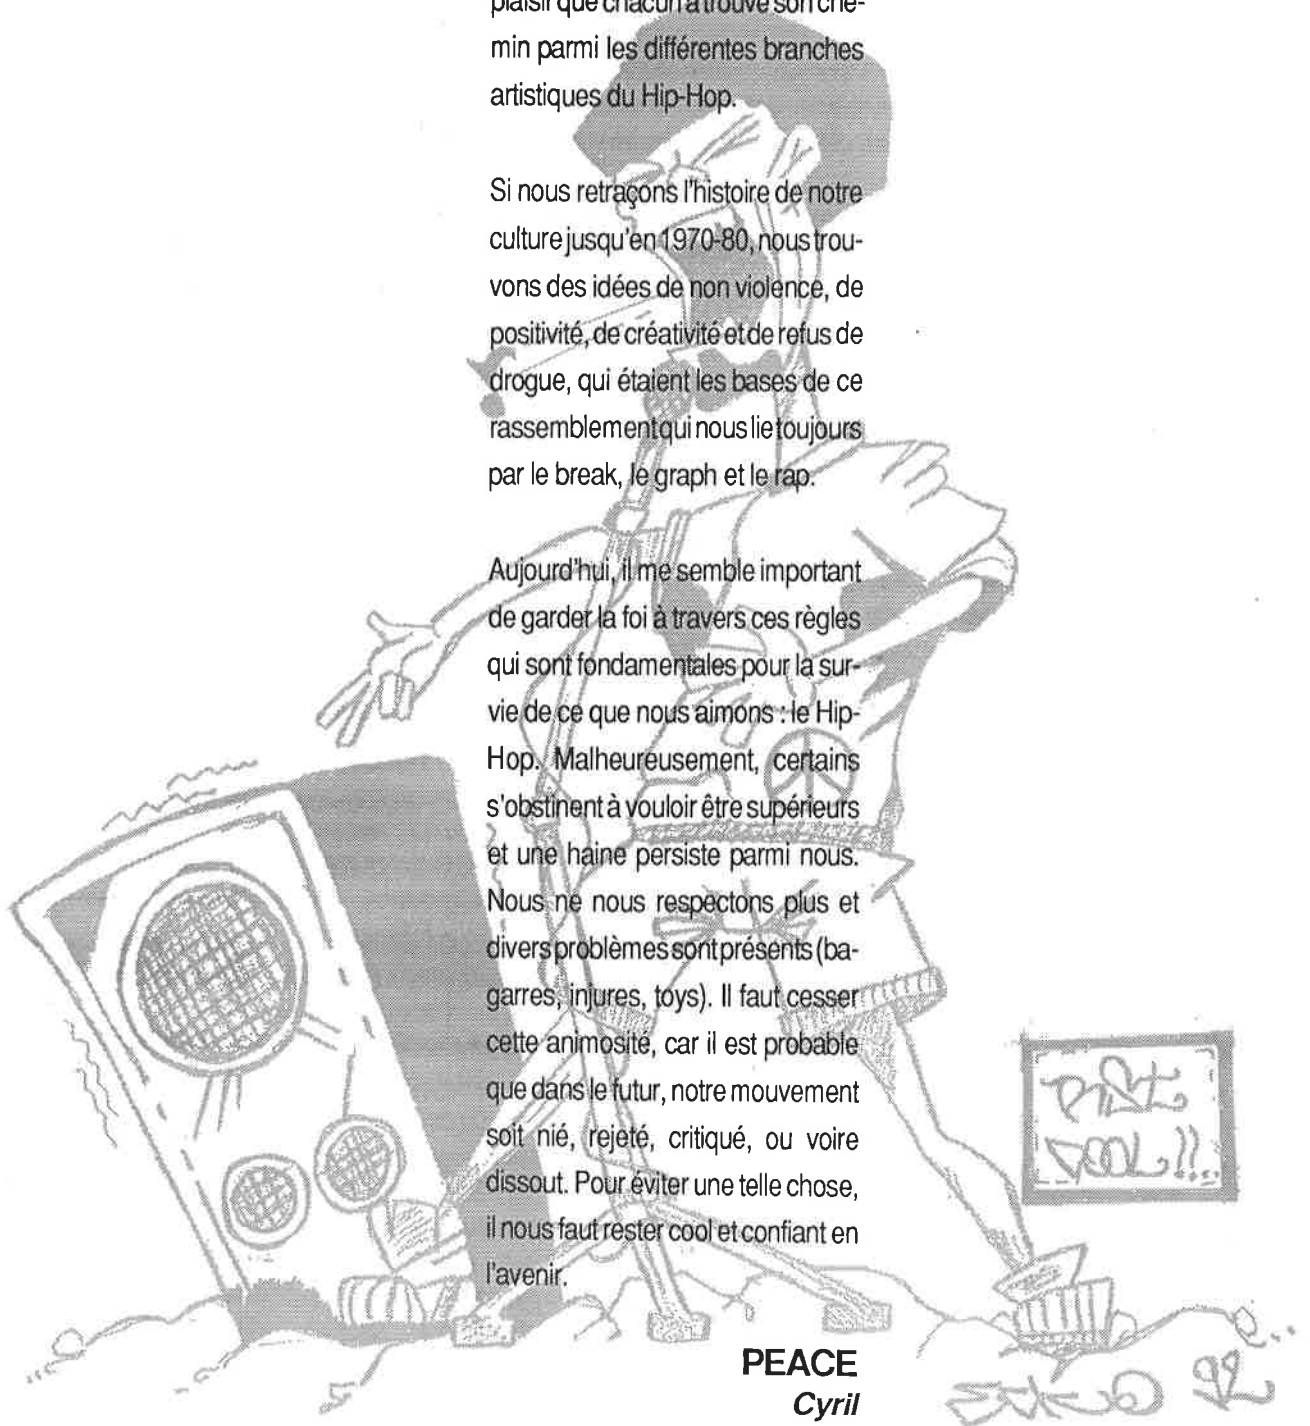 plaisir que chacun a trouvé son che-
min parmi les différentes branches
artistiques du Hip-Hop.
Si nous retraçons l'histoire de notre
culture jusqu'en 1970-80, nous trou-
vons des idées de non violence, de
positivité, de créativité et de refus de
drogue, qui étaient les bases de ce
rassemblement qui nous lie toujours
par le break, le graph et le rap.
Aujourd'hui, il me semble important
de garder la foi à travers ces règles
qui sont fondamentales pour la sur-
vie de ce que nous aimons : le Hip-
Hop. Malheureusement, certains
s'obstinent à vouloir être supérieurs
et une haine persiste parmi nous.
Nous ne nous respectons plus et
divers problèmes sont présents (ba-
garres, injures, toys). Il faut cesser
cette animosité, car il est probable
que dans le futur, notre mouvement
soit nié, rejeté, critiqué, ou voire
dissout. Pour éviter une telle chose,
il nous faut rester cool et confiant en
l'avenir.
PEACE
Cyril
92